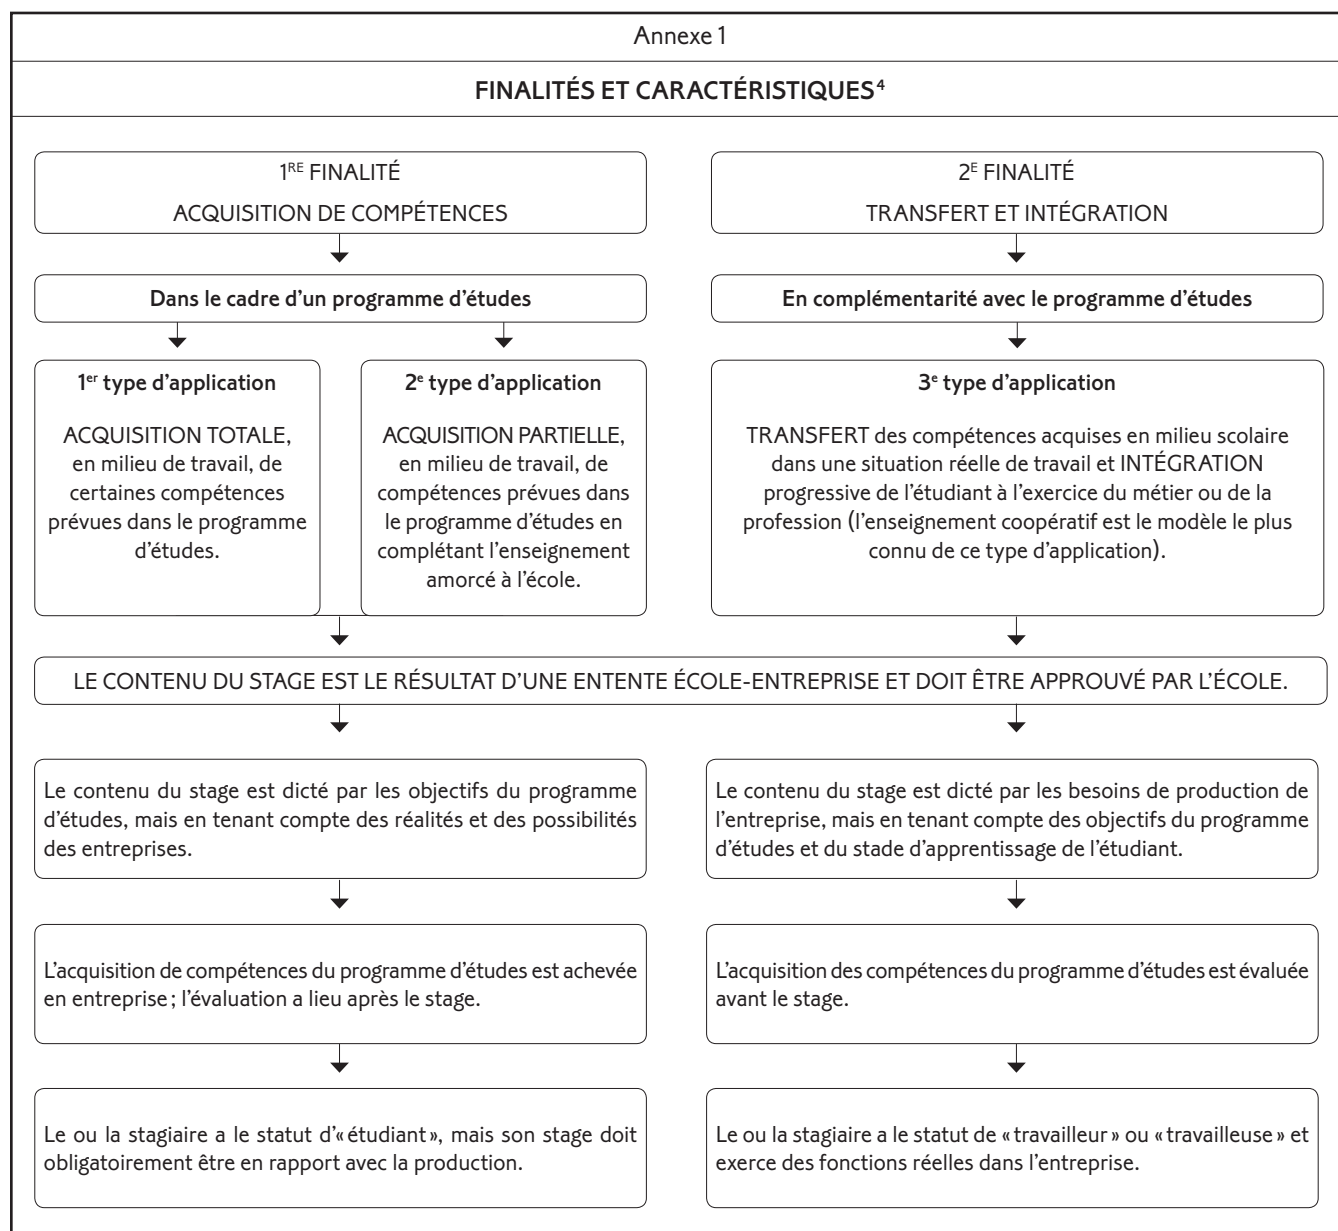 Annexe 1
FINALITÉS ET CARACTÉRISTIQUES⁴
1RE FINALITÉ
ACQUISITION DE COMPÉTENCES
2E FINALITÉ
TRANSFERT ET INTÉGRATION
Dans le cadre d'un programme d'études
En complémentarité avec le programme d'études
1er type d'application
ACQUISITION TOTALE,
en milieu de travail, de
certaines compétences
prévues dans le programme
d'études.
2e type d'application
ACQUISITION PARTIELLE,
en milieu de travail, de
compétences prévues dans
le programme d'études en
complétant l'enseignement
amorcé à l'école.
3e type d'application
TRANSFERT des compétences acquises en milieu scolaire
dans une situation réelle de travail et INTÉGRATION
progressive de l'étudiant à l'exercice du métier ou de la
profession (l'enseignement coopératif est le modèle le plus
connu de ce type d'application).
LE CONTENU DU STAGE EST LE RÉSULTAT D'UNE ENTENTE ÉCOLE-ENTREPRISE ET DOIT ÊTRE APPROUVÉ PAR L'ÉCOLE.
Le contenu du stage est dicté par les objectifs du programme
d'études, mais en tenant compte des réalités et des possibilités
des entreprises.
Le contenu du stage est dicté par les besoins de production de
l'entreprise, mais en tenant compte des objectifs du programme
d'études et du stade d'apprentissage de l'étudiant.
L'acquisition de compétences du programme d'études est achevée
en entreprise ; l'évaluation a lieu après le stage.
L'acquisition des compétences du programme d'études est évaluée
avant le stage.
Le ou la stagiaire a le statut d'« étudiant », mais son stage doit
obligatoirement être en rapport avec la production.
Le ou la stagiaire a le statut de « travailleur » ou « travailleuse » et
exerce des fonctions réelles dans l'entreprise.